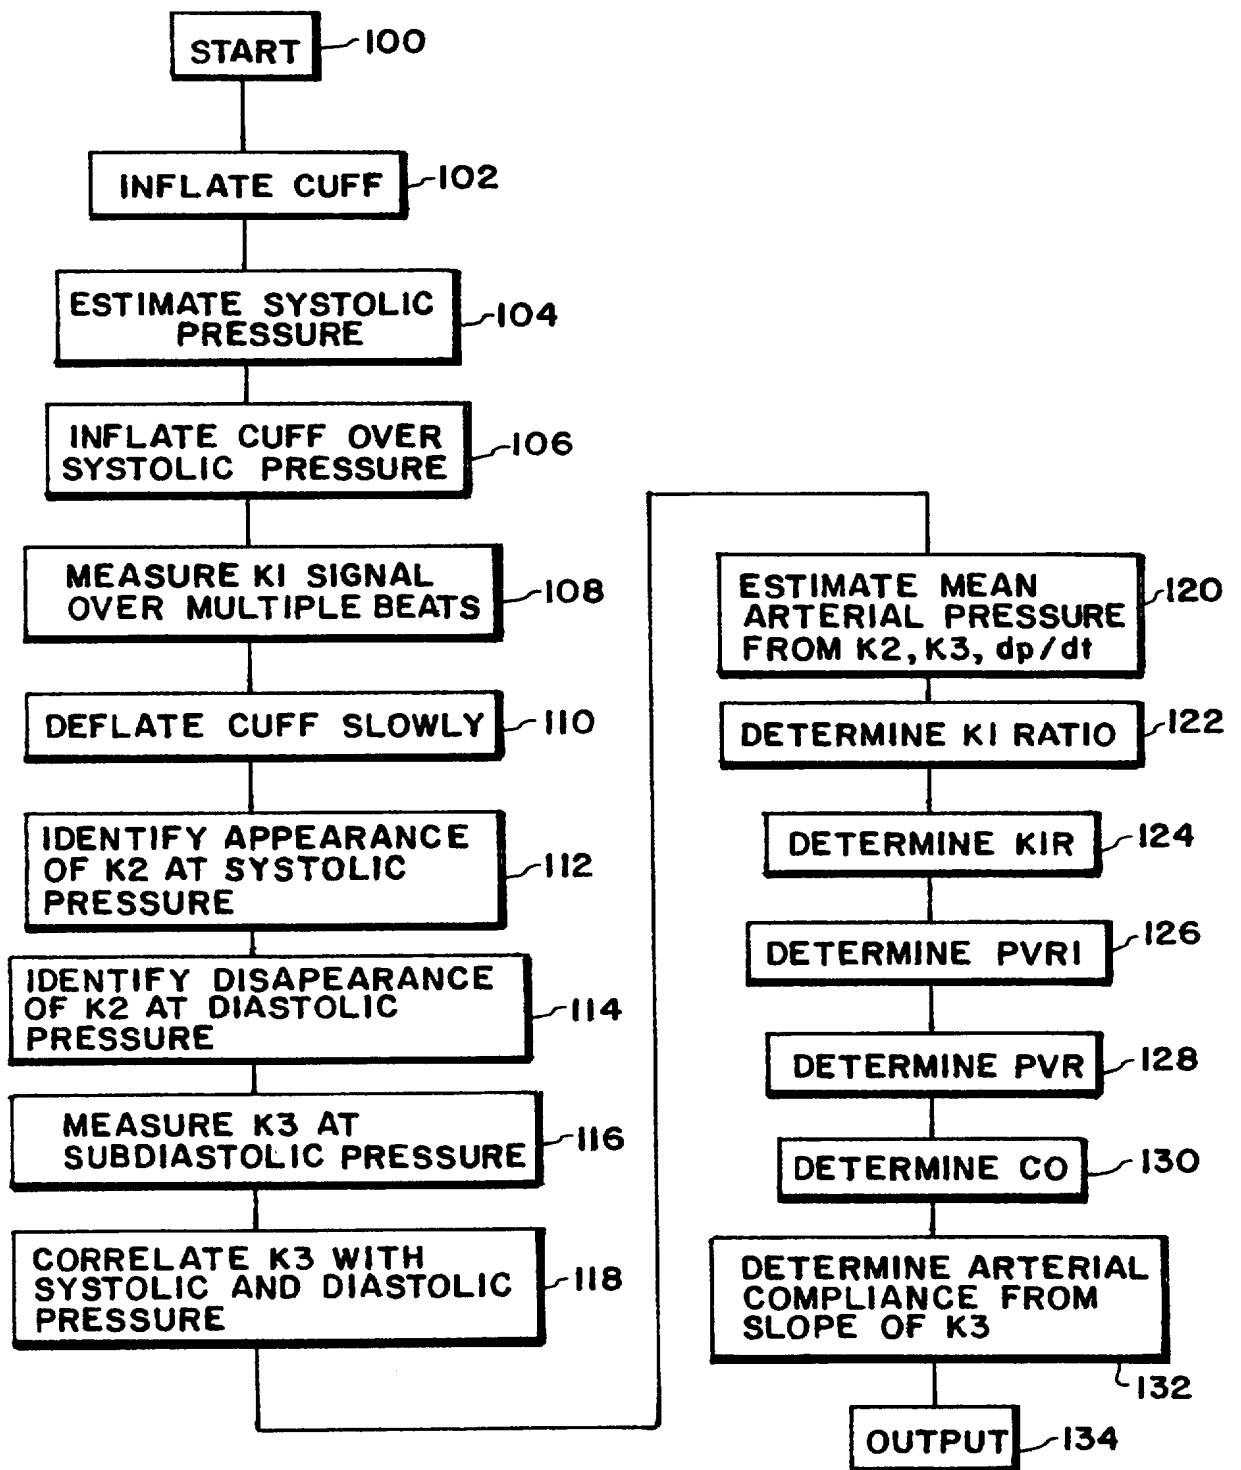 START
100
INFLATE CUFF
102
ESTIMATE SYSTOLIC
PRESSURE
104
INFLATE CUFF OVER
SYSTOLIC PRESSURE
106
MEASURE K1 SIGNAL
OVER MULTIPLE BEATS
108
DEFLATE CUFF SLOWLY
110
IDENTIFY APPEARANCE
OF K2 AT SYSTOLIC
PRESSURE
112
IDENTIFY DISAPEARANCE
OF K2 AT DIASTOLIC
PRESSURE
114
MEASURE K3 AT
SUBDIASTOLIC PRESSURE
116
CORRELATE K3 WITH
SYSTOLIC AND DIASTOLIC
PRESSURE
118
ESTIMATE MEAN
ARTERIAL PRESSURE
FROM K2, K3, dp/dt
120
DETERMINE K1 RATIO
122
DETERMINE K1R
124
DETERMINE PVRI
126
DETERMINE PVR
128
DETERMINE CO
130
DETERMINE ARTERIAL
COMPLIANCE FROM
SLOPE OF K3
132
OUTPUT
134